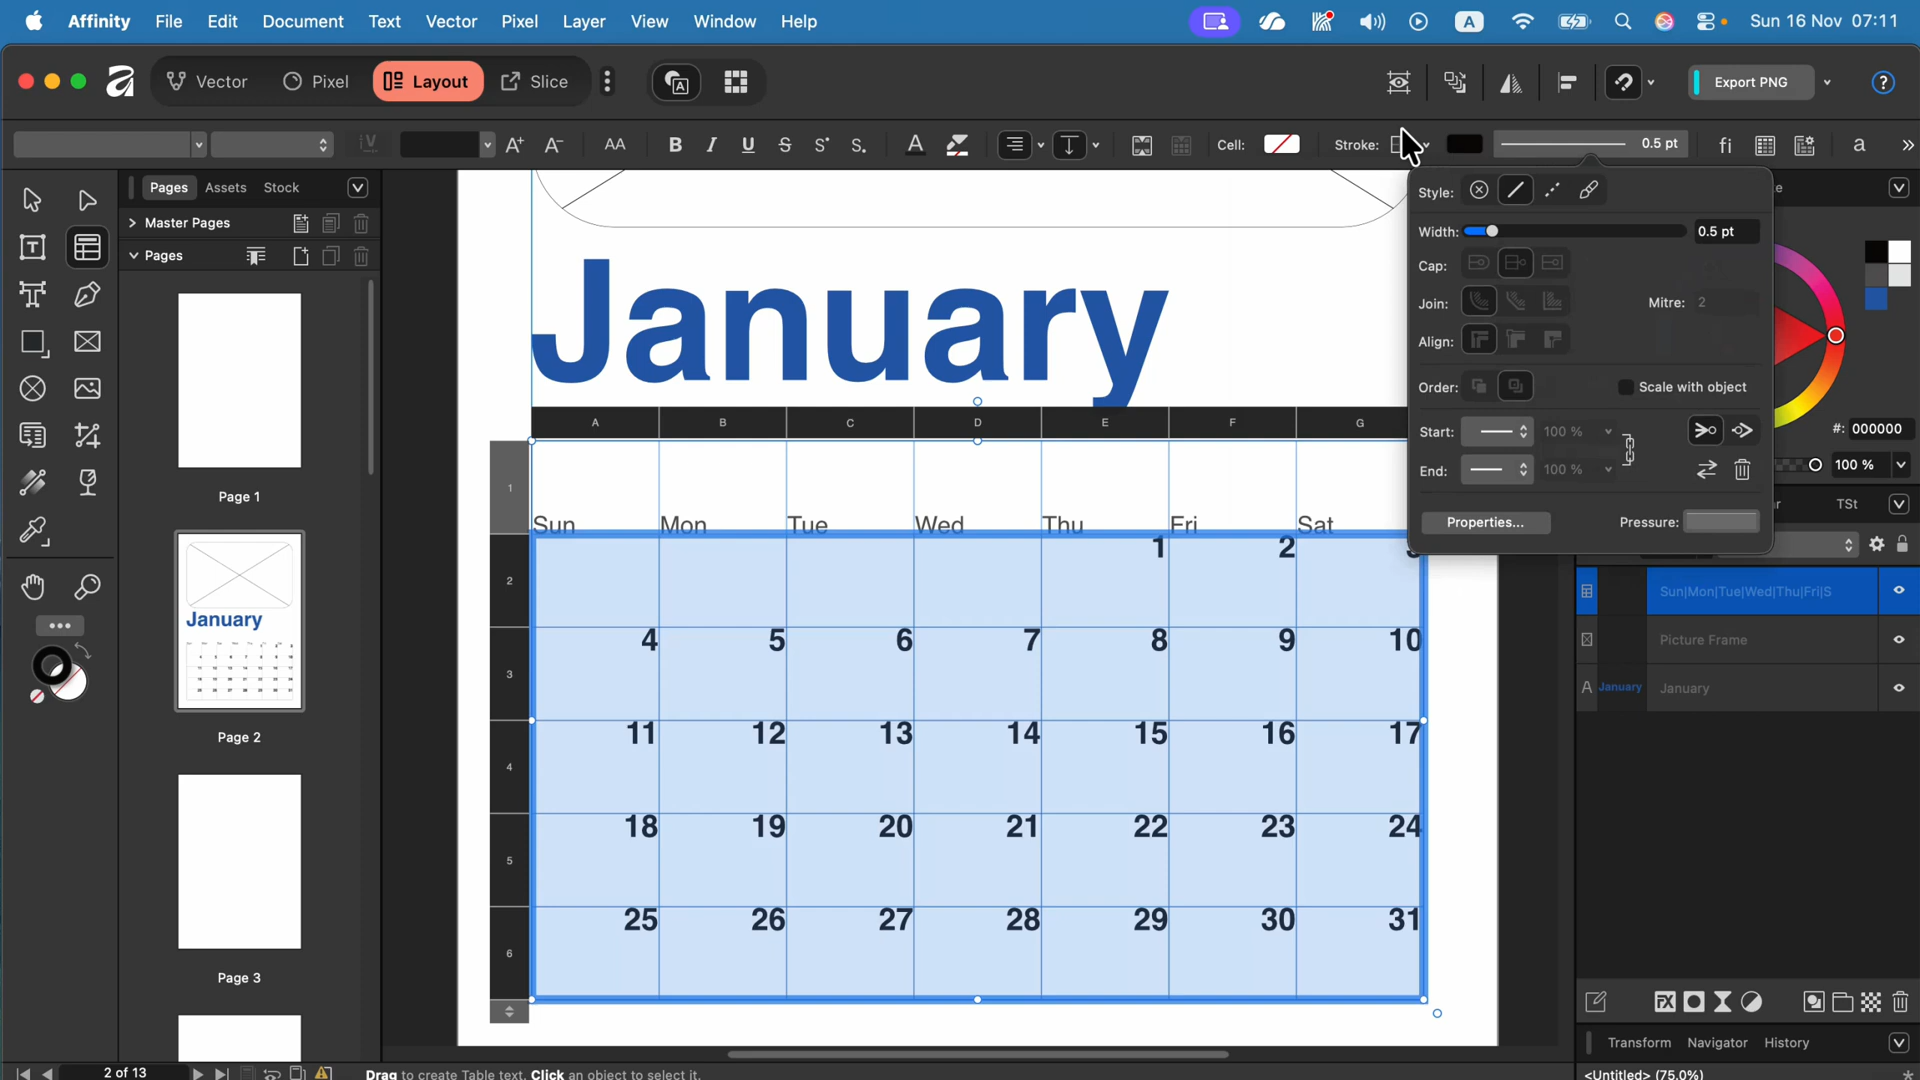 Affinity File Edit Document Text Vector Pixel Layer View Window Help A Sun 16 Nov 07:11
Vector Pixel Layout Slice A Export PNG ?
A+ A- AA B I U S S S. A Cell: Stroke: 0.5 pt fi a »
Pages Assets Stock
Master Pages
Pages
Page 1
January
Page 2
Page 3
2 of 13
January
A B C D E F G
1 Sun Mon Tue Wed Thu Fri Sat
2 1 2
3 4 5 6 7 8 9 10
4 11 12 13 14 15 16 17
5 18 19 20 21 22 23 24
6 25 26 27 28 29 30 31
Drag to create Table text. Click an object to select it.
Style:
Width: 0.5 pt
Cap:
Join: Mitre: 2
Align:
Order: Scale with object
Start: 100 %
End: 100 %
Properties... Pressure:
#: 000000
100 %
TSt
Sun|Mon|Tue|Wed|Thu|Fri|S
Picture Frame
A January January
FX
Transform Navigator History
<Untitled> (75.0%)